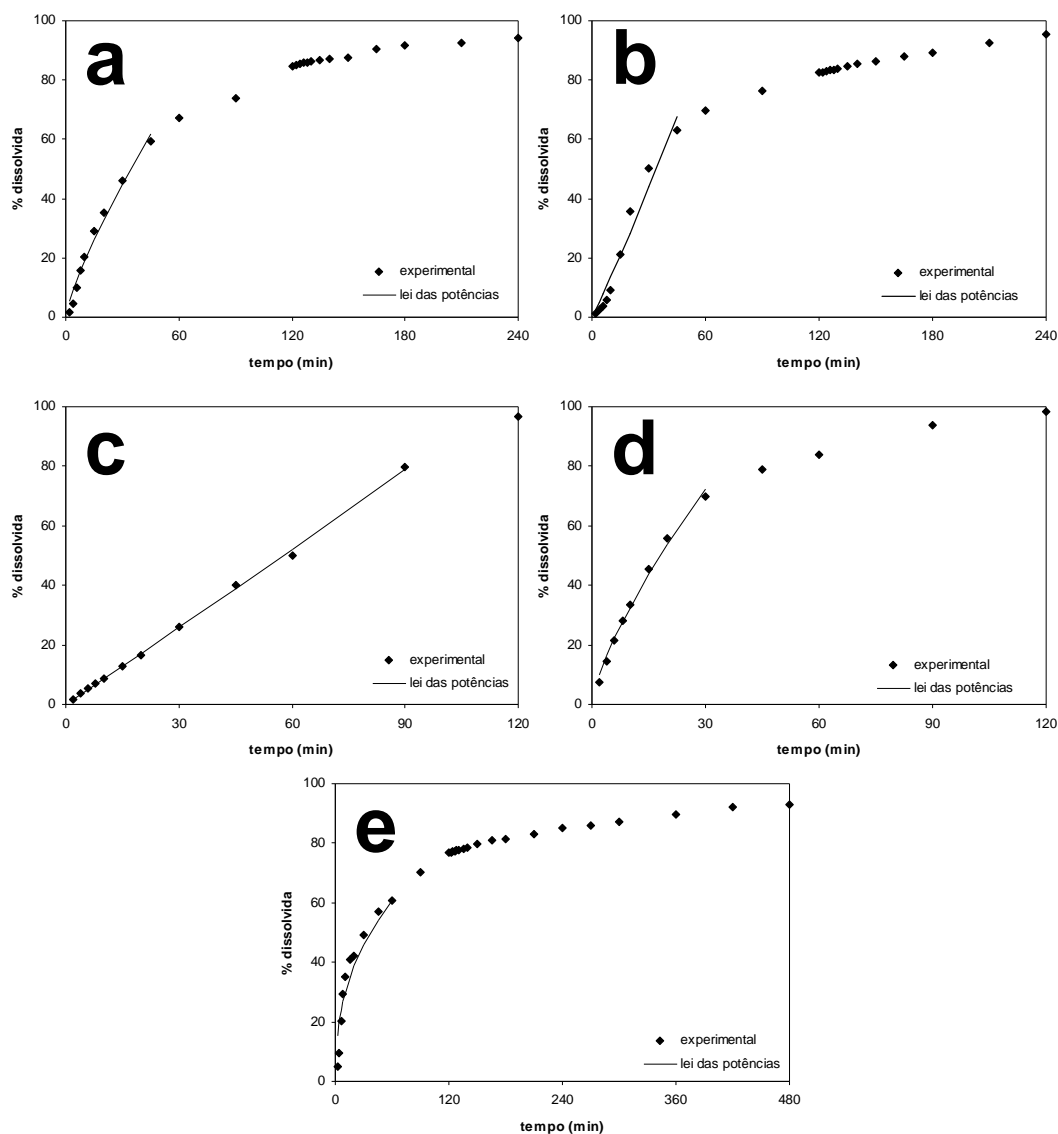 a
100
80
60
40
20
0
% dissolvida
experimental
lei das potências
0 60 120 180 240
tempo (min)
b
100
80
60
40
20
0
% dissolvida
experimental
lei das potências
0 60 120 180 240
tempo (min)
c
100
80
60
40
20
0
% dissolvida
experimental
lei das potências
0 30 60 90 120
tempo (min)
d
100
80
60
40
20
0
% dissolvida
experimental
lei das potências
0 30 60 90 120
tempo (min)
e
100
80
60
40
20
0
% dissolvida
experimental
lei das potências
0 120 240 360 480
tempo (min)